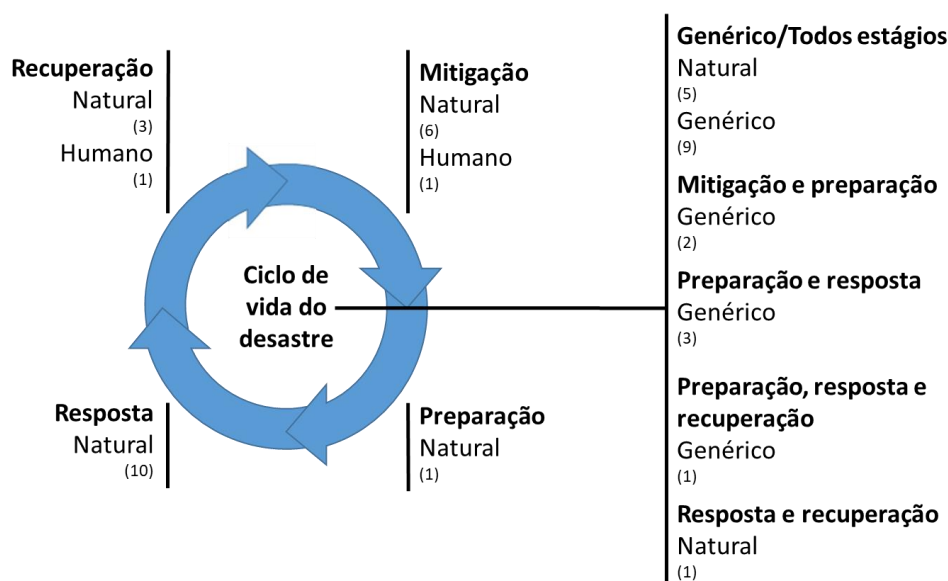 Recuperação
Natural
(3)
Humano
(1)
Mitigação
Natural
(6)
Humano
(1)
Ciclo de
vida do
desastre
Resposta
Natural
(10)
Preparação
Natural
(1)
Genérico/Todos estágios
Natural
(5)
Genérico
(9)
Mitigação e preparação
Genérico
(2)
Preparação e resposta
Genérico
(3)
Preparação, resposta e
recuperação
Genérico
(1)
Resposta e recuperação
Natural
(1)